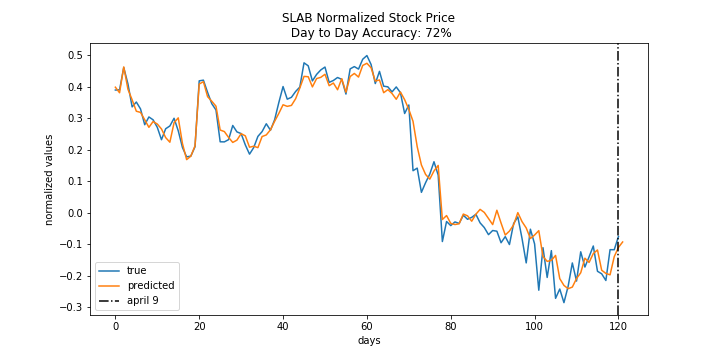 SLAB Normalized Stock Price
Day to Day Accuracy: 72%
0.5
0.4
0.3
0.2
0.1
0.0
−0.1
−0.2
−0.3
normalized values
true
predicted
april 9
0 20 40 60 80 100 120
days